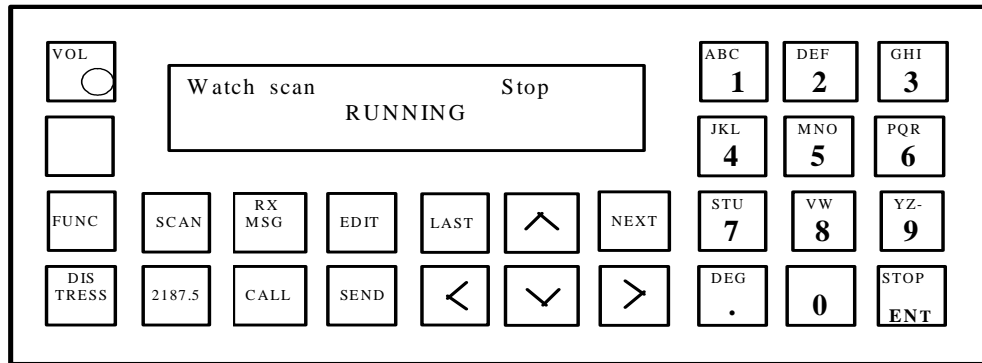 VOL
Watch scan Stop
RUNNING
ABC
1
DEF
2
GHI
3
JKL
4
MNO
5
PQR
6
FUNC
SCAN
RX
MSG
EDIT
LAST
NEXT
STU
7
VW
8
YZ-
9
DIS
TRESS
2187.5
CALL
SEND
DEG
.
0
STOP
ENT